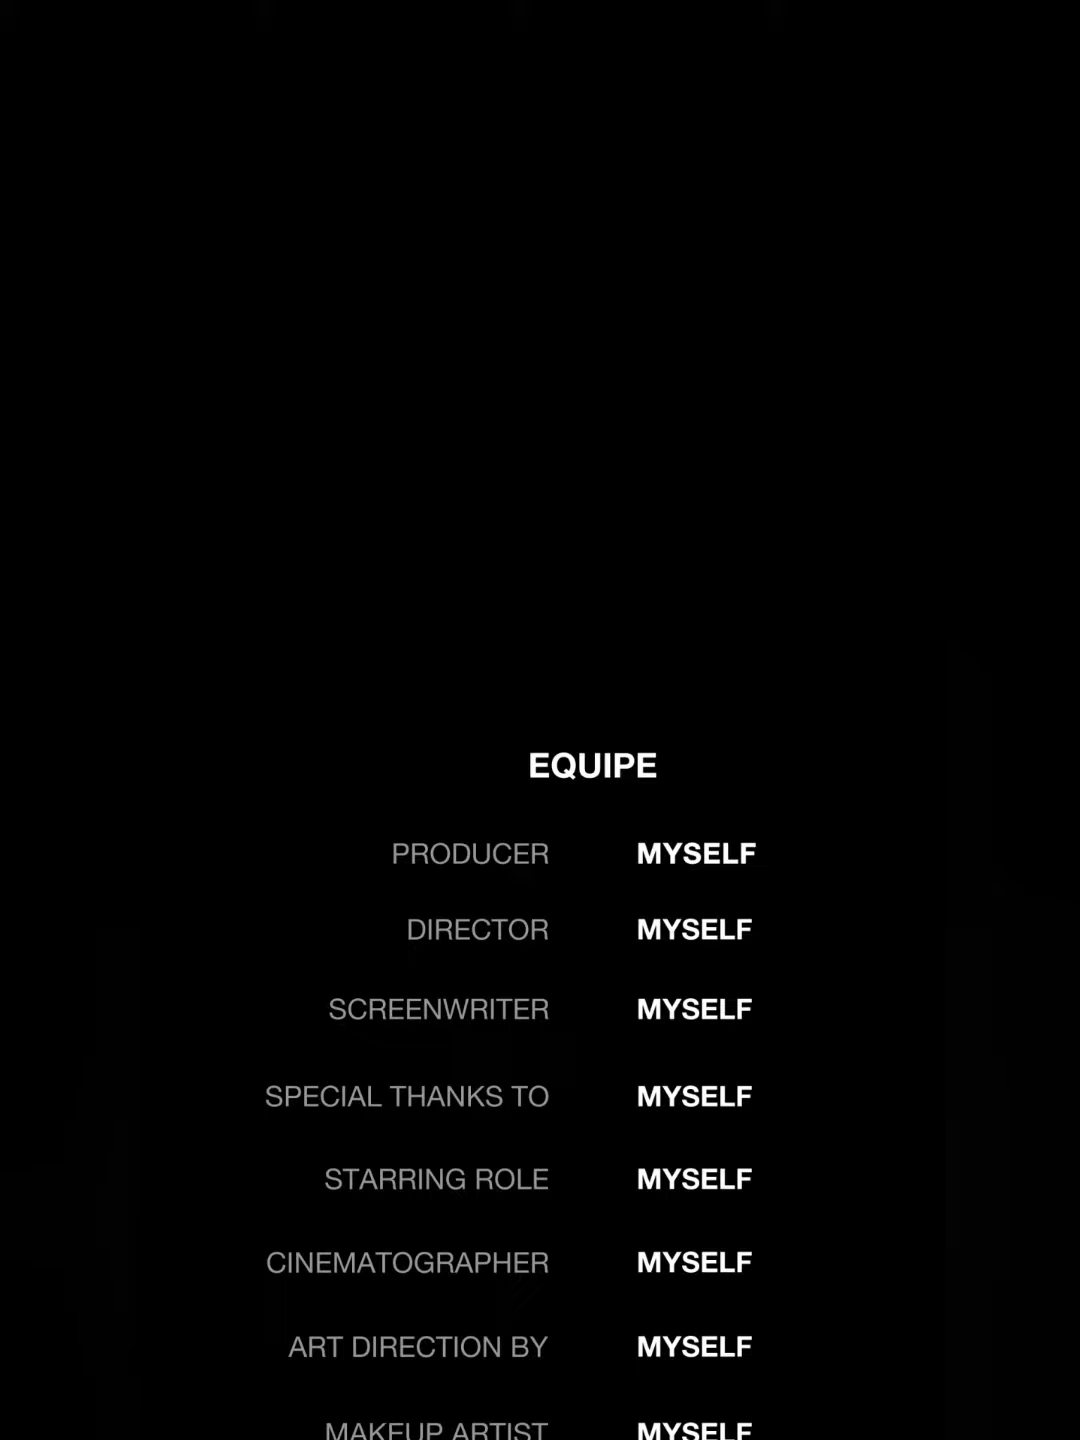 EQUIPE
PRODUCER MYSELF
DIRECTOR MYSELF
SCREENWRITER MYSELF
SPECIAL THANKS TO MYSELF
STARRING ROLE MYSELF
CINEMATOGRAPHER MYSELF
ART DIRECTION BY MYSELF
MAKEUP ARTIST MYSELF